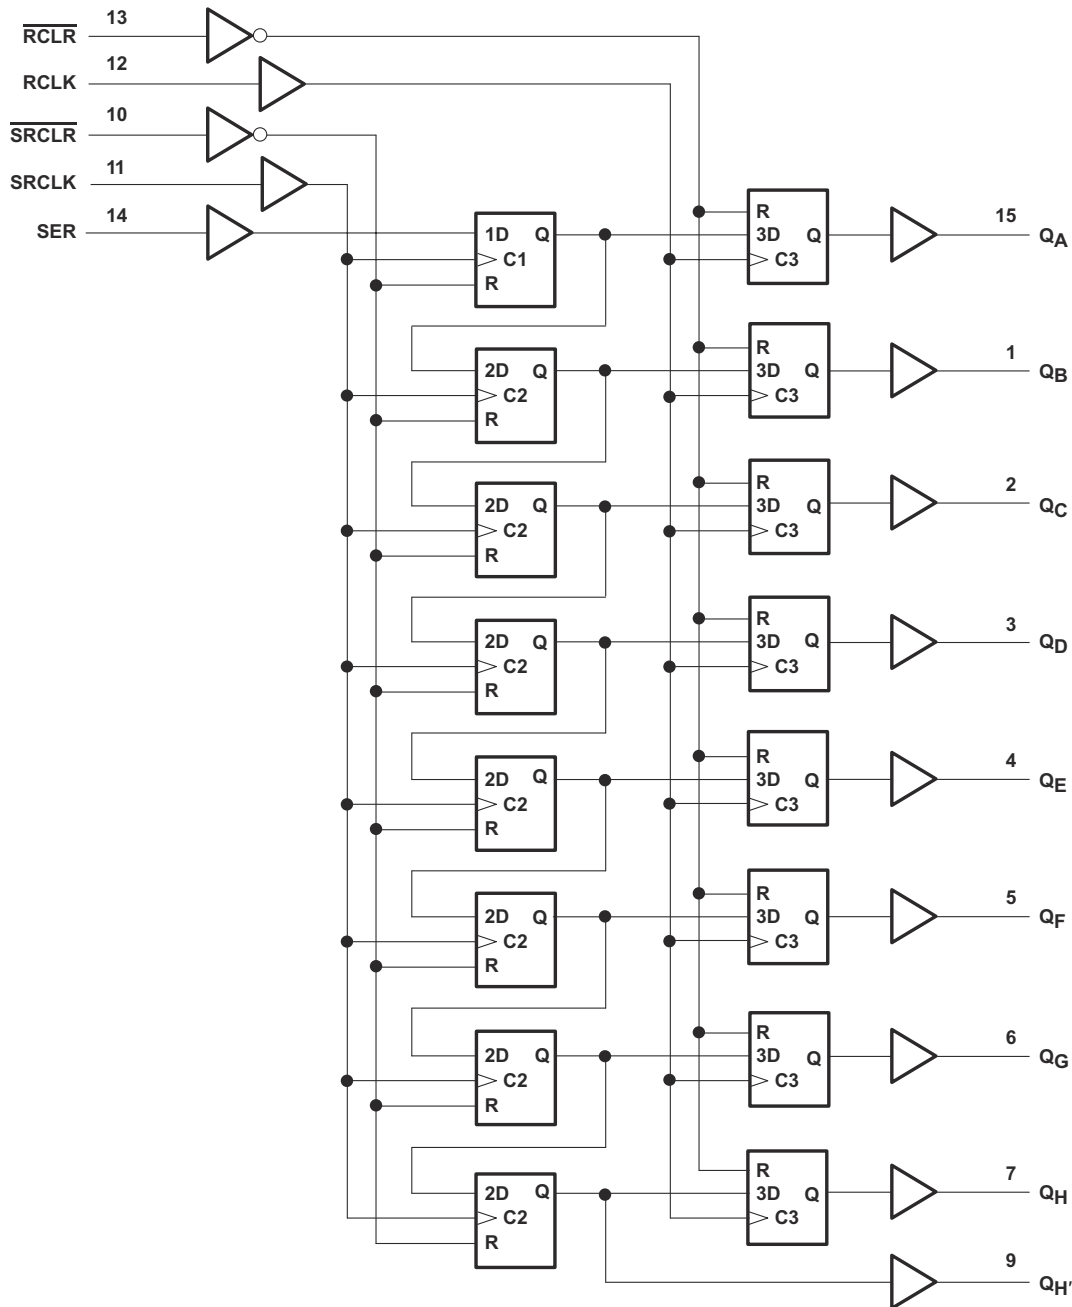 13
RCLR
12
RCLK
10
SRCLR
11
SRCLK
14
SER
1D Q
C1
R
R
3D Q
C3
15
QA
2D Q
C2
R
R
3D Q
C3
1
QB
2D Q
C2
R
R
3D Q
C3
2
QC
2D Q
C2
R
R
3D Q
C3
3
QD
2D Q
C2
R
R
3D Q
C3
4
QE
2D Q
C2
R
R
3D Q
C3
5
QF
2D Q
C2
R
R
3D Q
C3
6
QG
2D Q
C2
R
R
3D Q
C3
7
QH
9
QH′